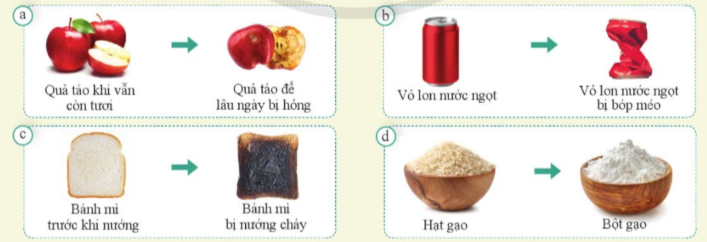 a
Quả táo khi vẫn
còn tươi
Quả táo để
lâu ngày bị hỏng
b
Vỏ lon nước ngọt
Vỏ lon nước ngọt
bị bóp méo
c
Bánh mì
trước khi nướng
Bánh mì
bị nướng cháy
d
Hạt gạo
Bột gạo